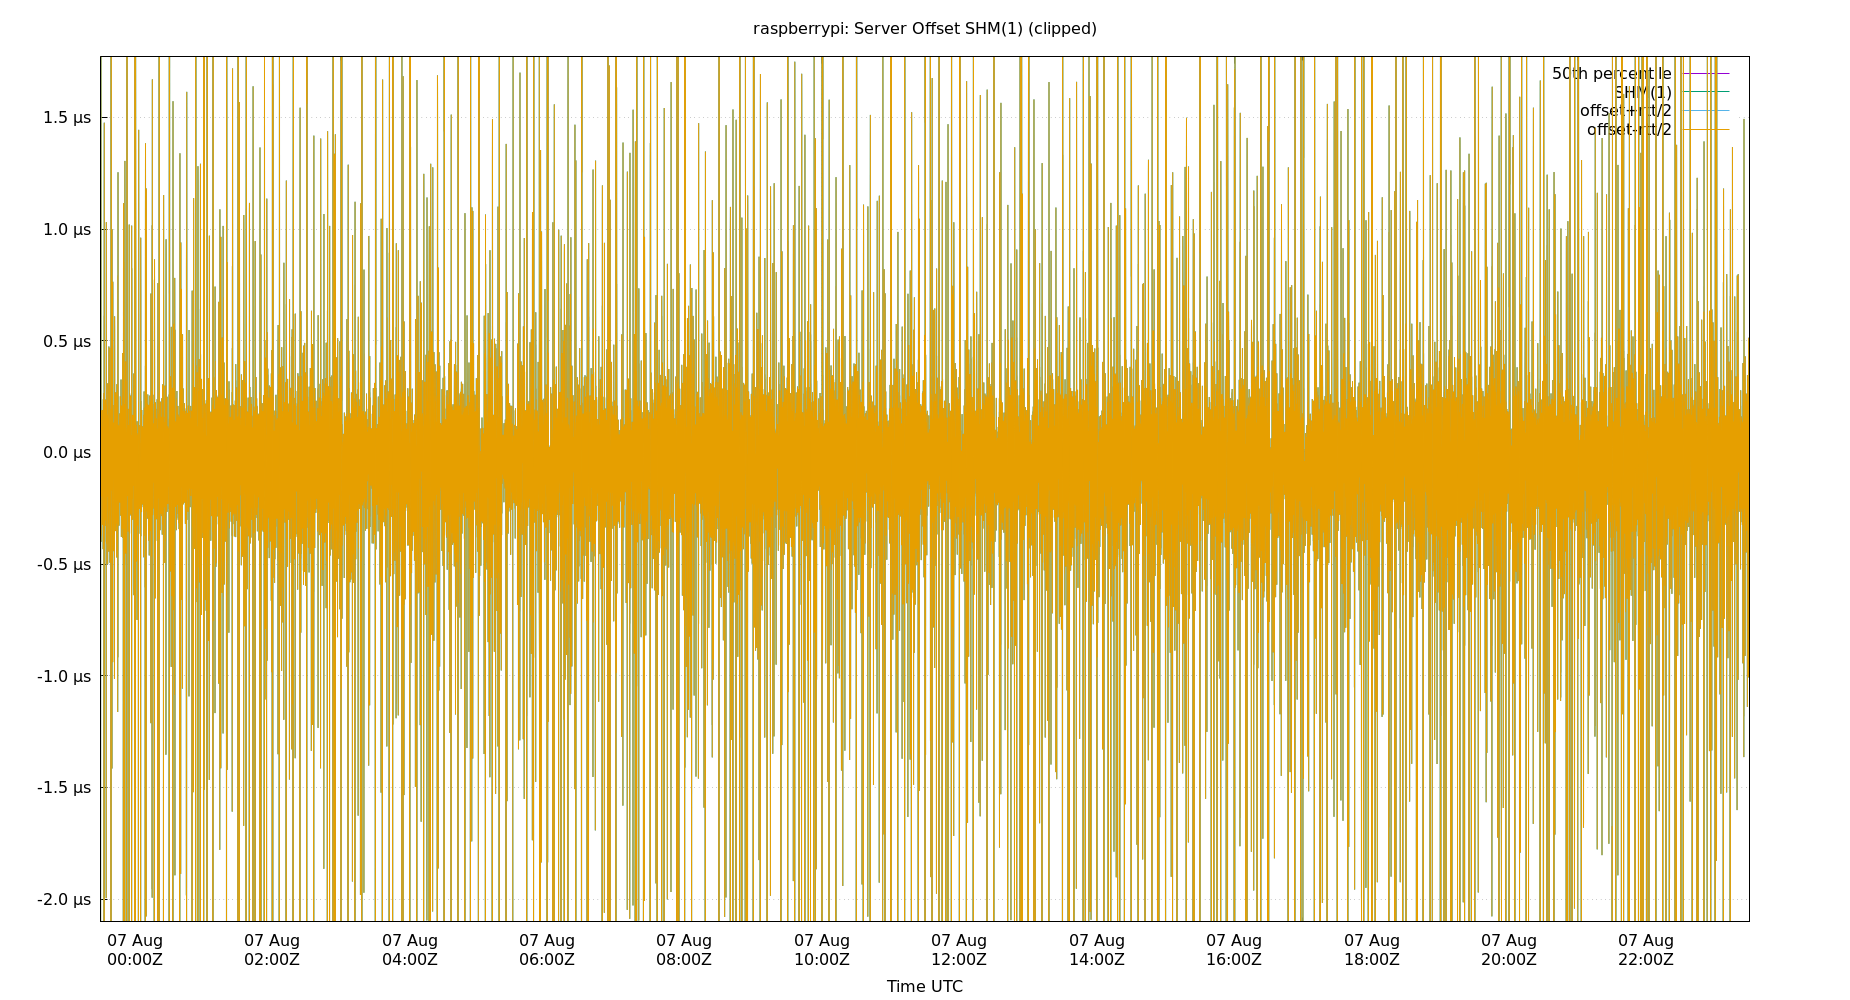 raspberrypi: Server Offset SHM(1) (clipped)
50th percentile
SHM(1)
offset+rtt/2
offset-rtt/2
1.5 µs
1.0 µs
0.5 µs
0.0 µs
-0.5 µs
-1.0 µs
-1.5 µs
-2.0 µs
07 Aug 07 Aug 07 Aug 07 Aug 07 Aug 07 Aug 07 Aug 07 Aug 07 Aug 07 Aug 07 Aug 07 Aug
00:00Z 02:00Z 04:00Z 06:00Z 08:00Z 10:00Z 12:00Z 14:00Z 16:00Z 18:00Z 20:00Z 22:00Z
Time UTC